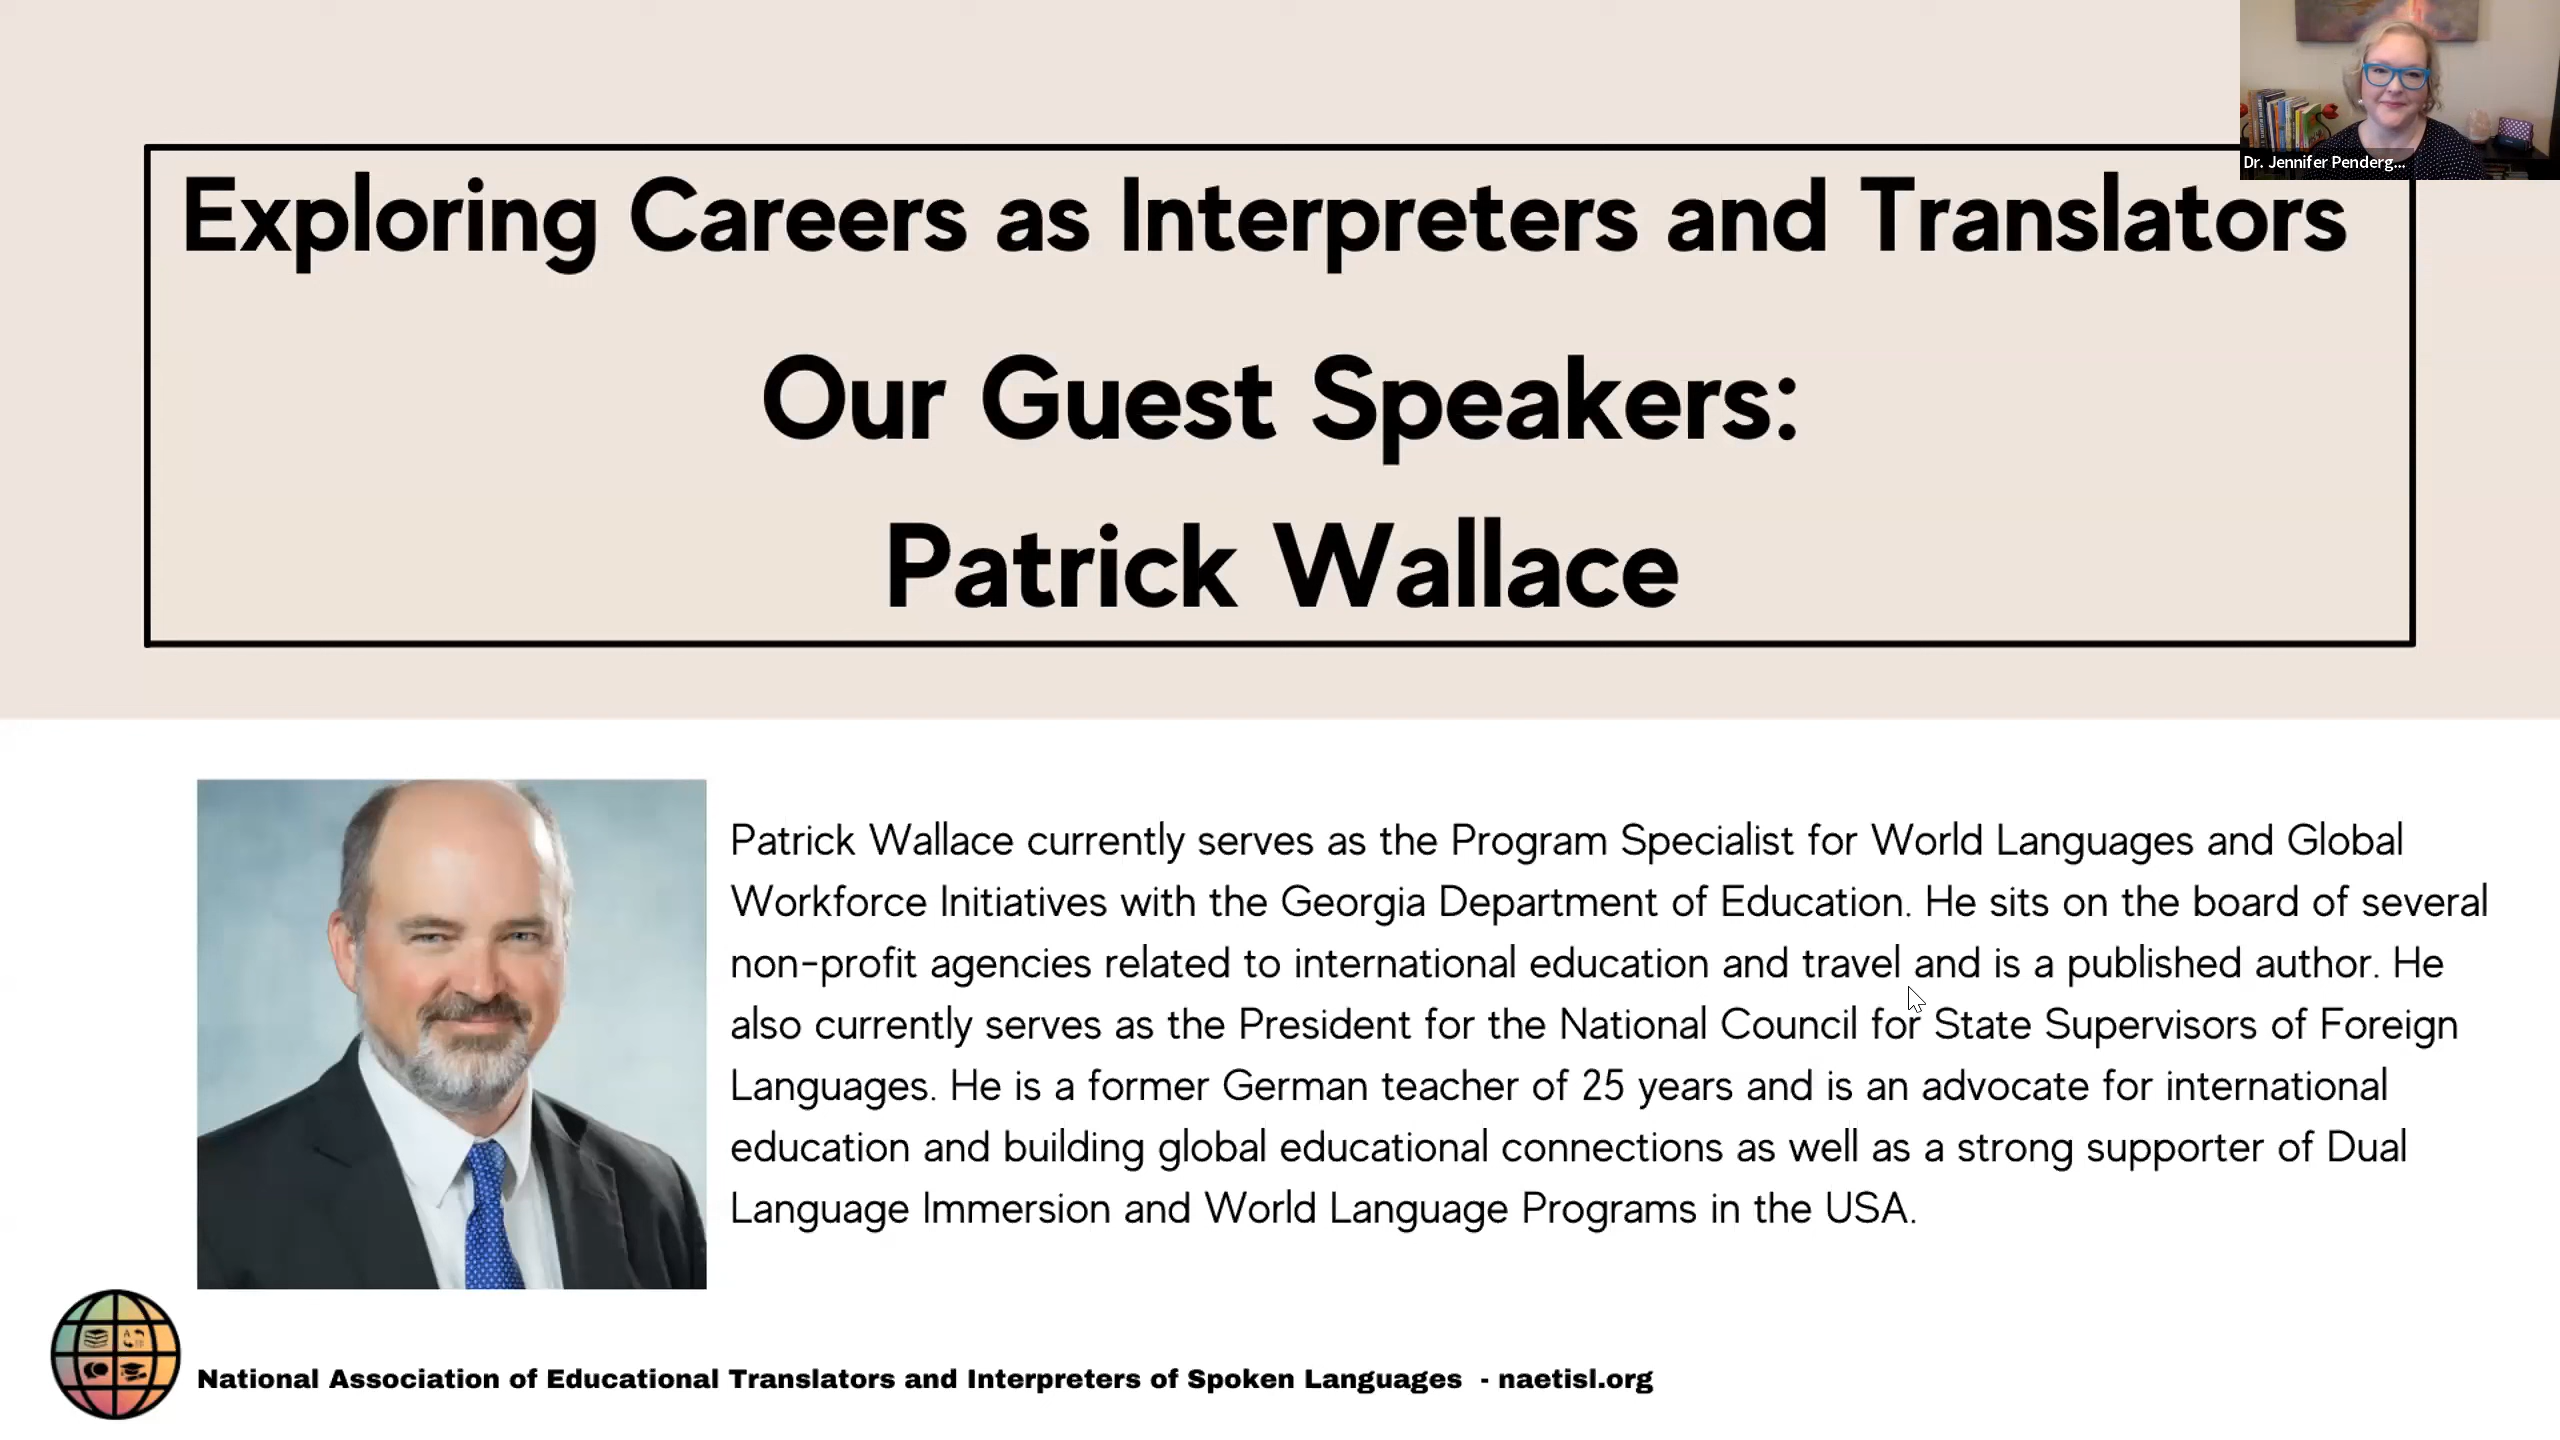 Dr. Jennifer Penderg...
Exploring Careers as Interpreters and Translators
Our Guest Speakers:
Patrick Wallace
Patrick Wallace currently serves as the Program Specialist for World Languages and Global
Workforce Initiatives with the Georgia Department of Education. He sits on the board of several
non-profit agencies related to international education and travel and is a published author. He
also currently serves as the President for the National Council for State Supervisors of Foreign
Languages. He is a former German teacher of 25 years and is an advocate for international
education and building global educational connections as well as a strong supporter of Dual
Language Immersion and World Language Programs in the USA.
National Association of Educational Translators and Interpreters of Spoken Languages - naetisl.org